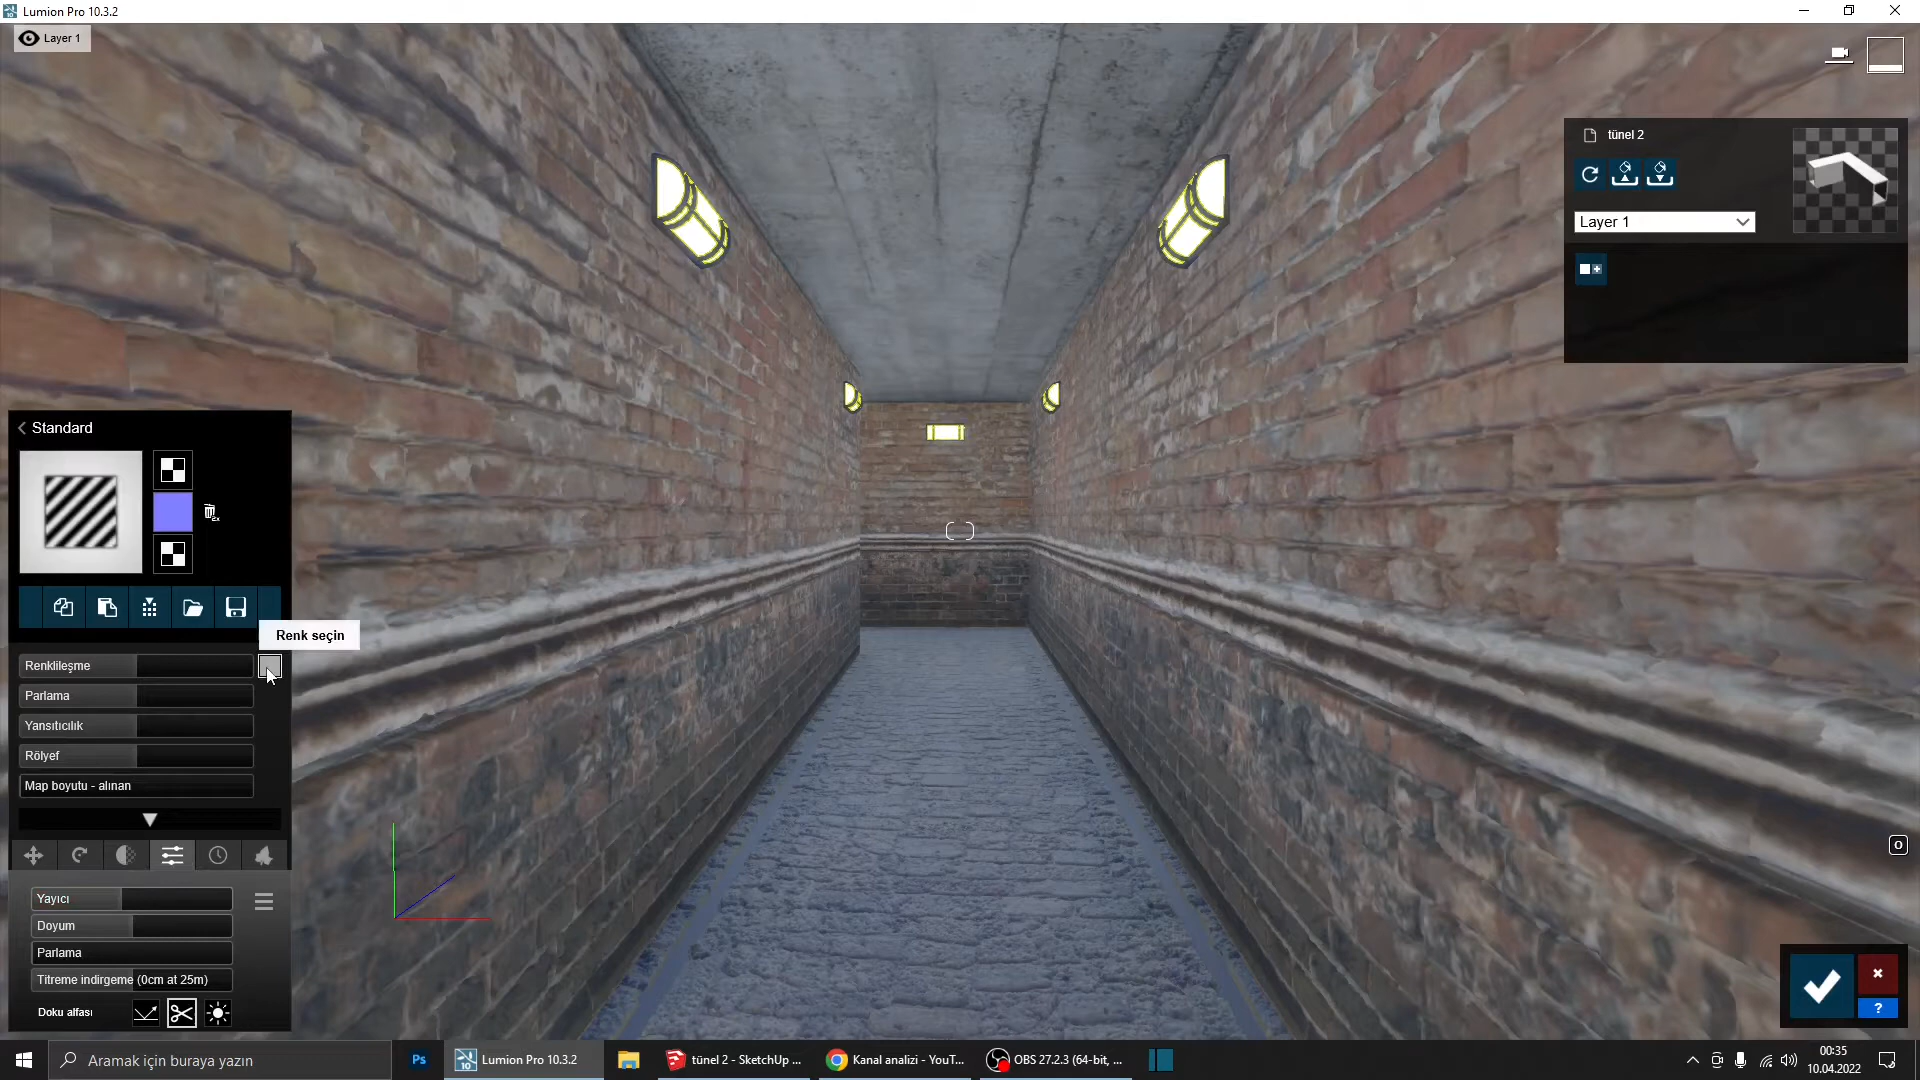 Lumion Pro 10.3.2
Layer 1
tünel 2
Layer 1
Standard
Renk seçin
Renklileşme
Parlama
Yansıtıcılık
Rölyef
Map boyutu - alınan
Yayıcı
Doyum
Parlama
Titreme indirgeme (0cm at 25m)
Doku alfası
O
?
Aramak için buraya yazın
Ps
10
Lumion Pro 10.3.2
tünel 2 - SketchUp ...
Kanal analizi - YouT...
OBS 27.2.3 (64-bit, ...
00:35
10.04.2022